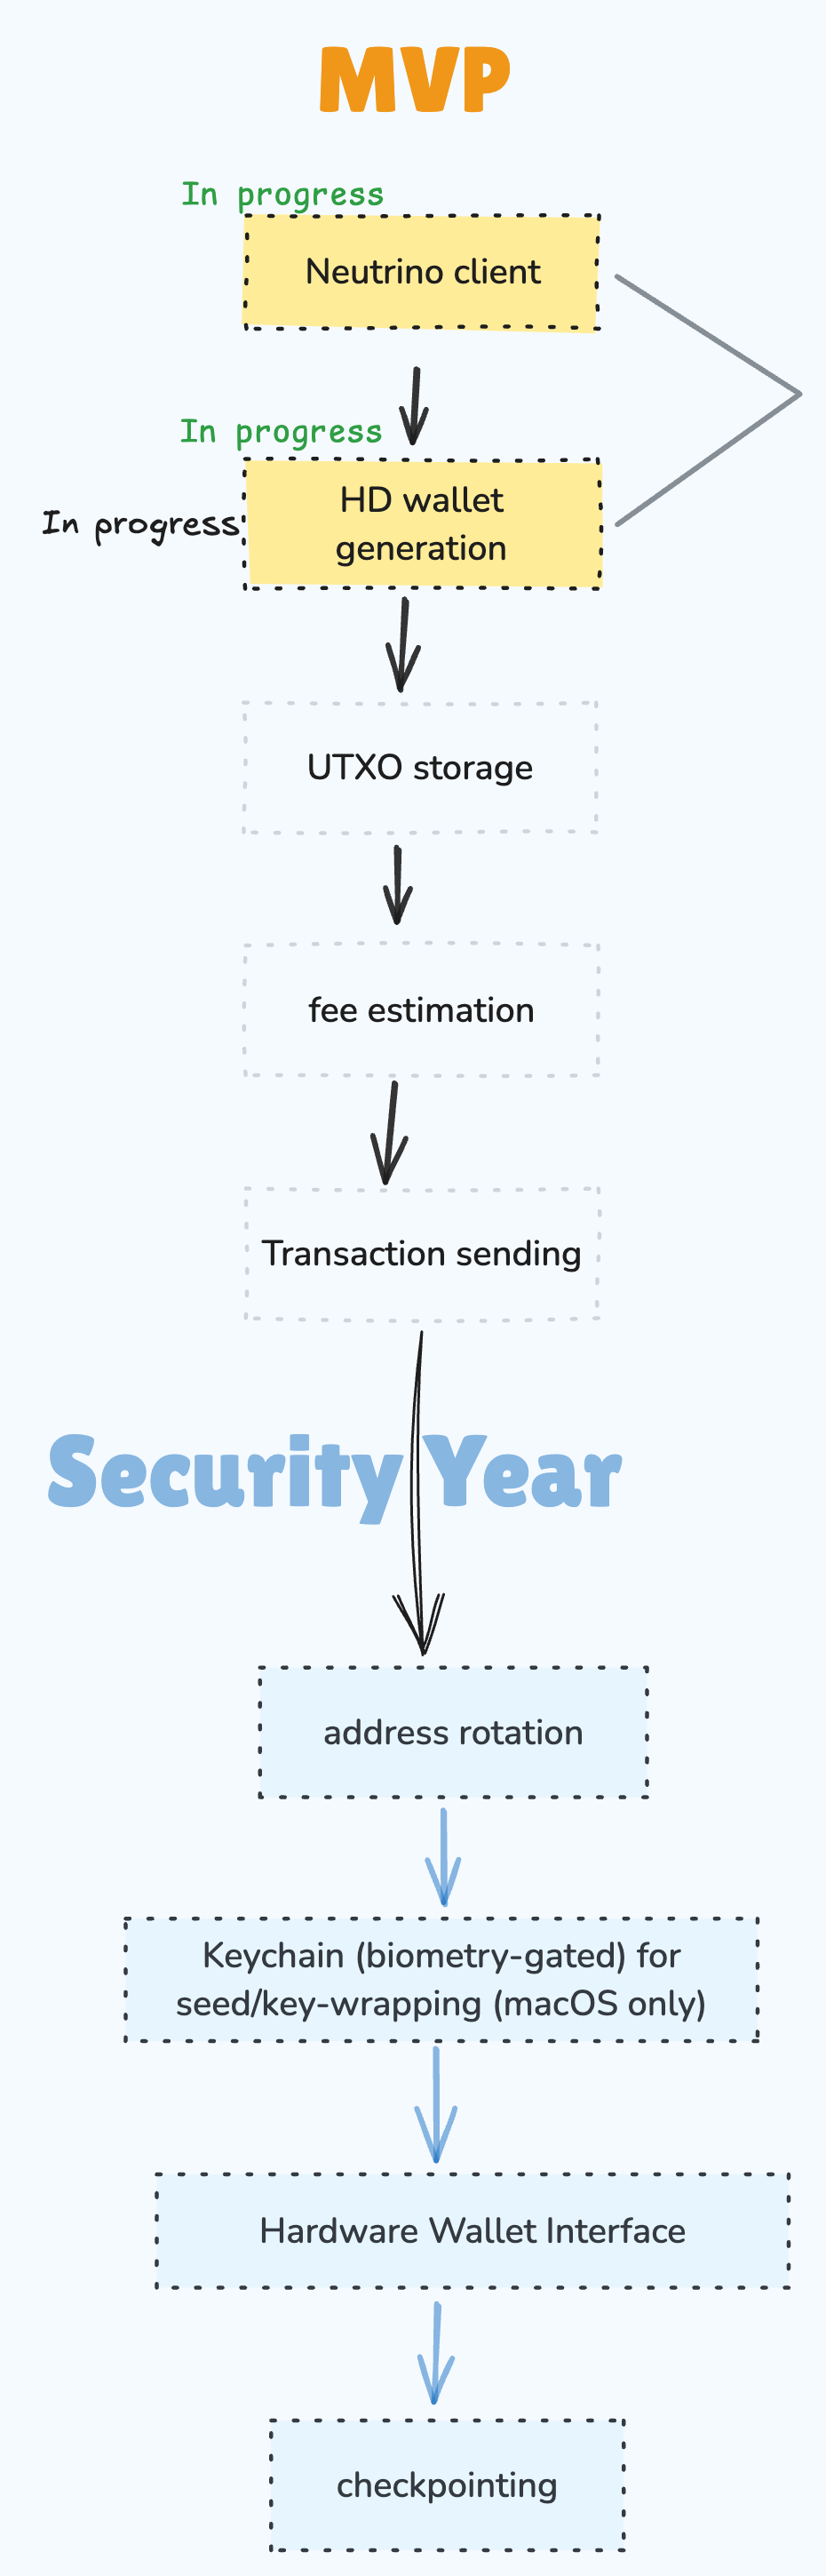 MVP
In progress
Neutrino client
In progress
HD wallet
generation
In progress
UTXO storage
fee estimation
Transaction sending
Security Year
address rotation
Keychain (biometry-gated) for
seed/key-wrapping (macOS only)
Hardware Wallet Interface
checkpointing